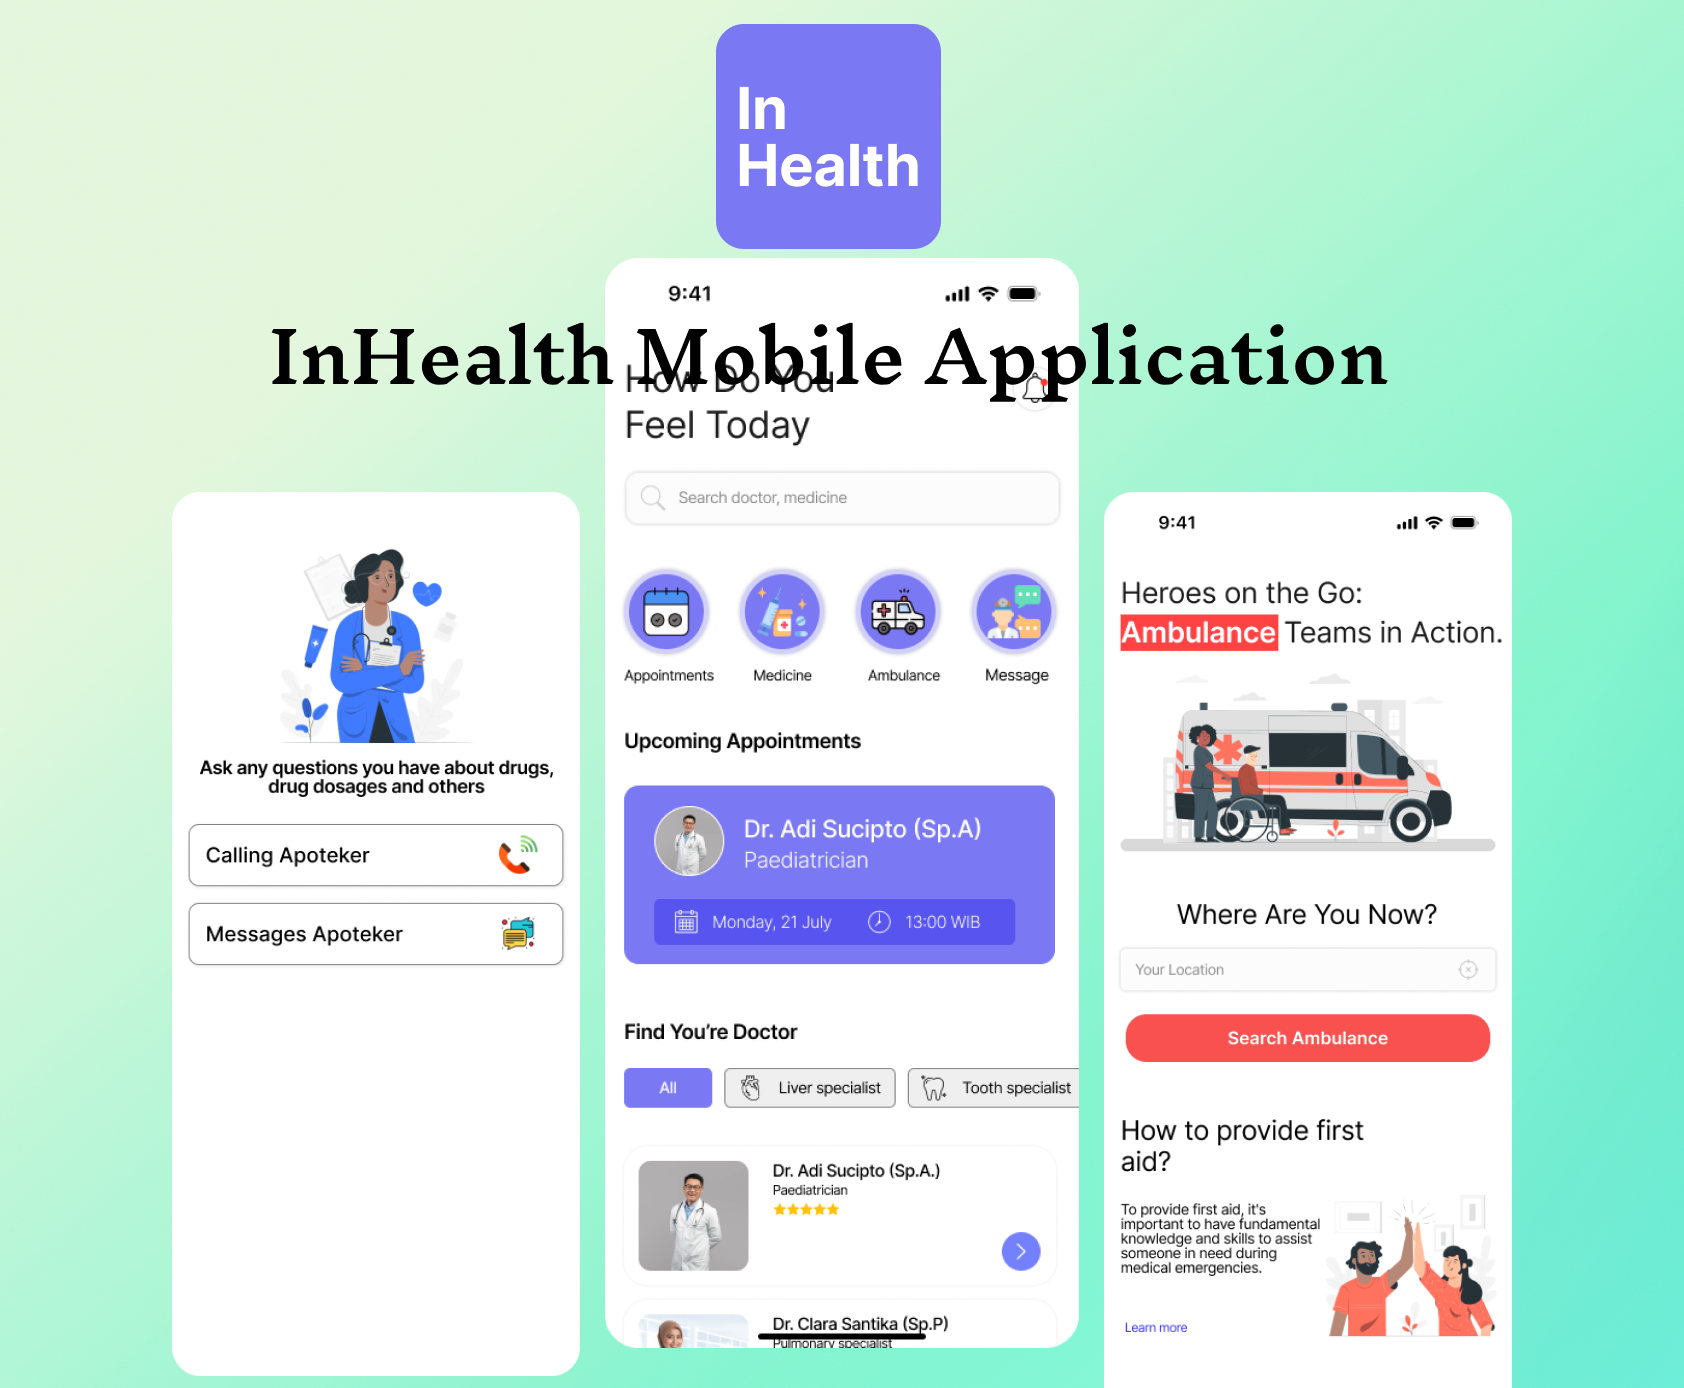 In
Health
InHealth Mobile Application
9:41
How Do You
Feel Today
Search doctor, medicine
Appointments
Medicine
Ambulance
Message
Upcoming Appointments
Dr. Adi Sucipto (Sp.A)
Paediatrician
Monday, 21 July
13:00 WIB
Find You're Doctor
All
Liver specialist
Tooth specialist
Dr. Adi Sucipto (Sp.A.)
Paediatrician
Dr. Clara Santika (Sp.P)
Pulmonary specialist
Ask any questions you have about drugs,
drug dosages and others
Calling Apoteker
Messages Apoteker
9:41
Heroes on the Go:
Ambulance Teams in Action.
Where Are You Now?
Your Location
Search Ambulance
How to provide first
aid?
To provide first aid, it's
important to have fundamental
knowledge and skills to assist
someone in need during
medical emergencies.
Learn more